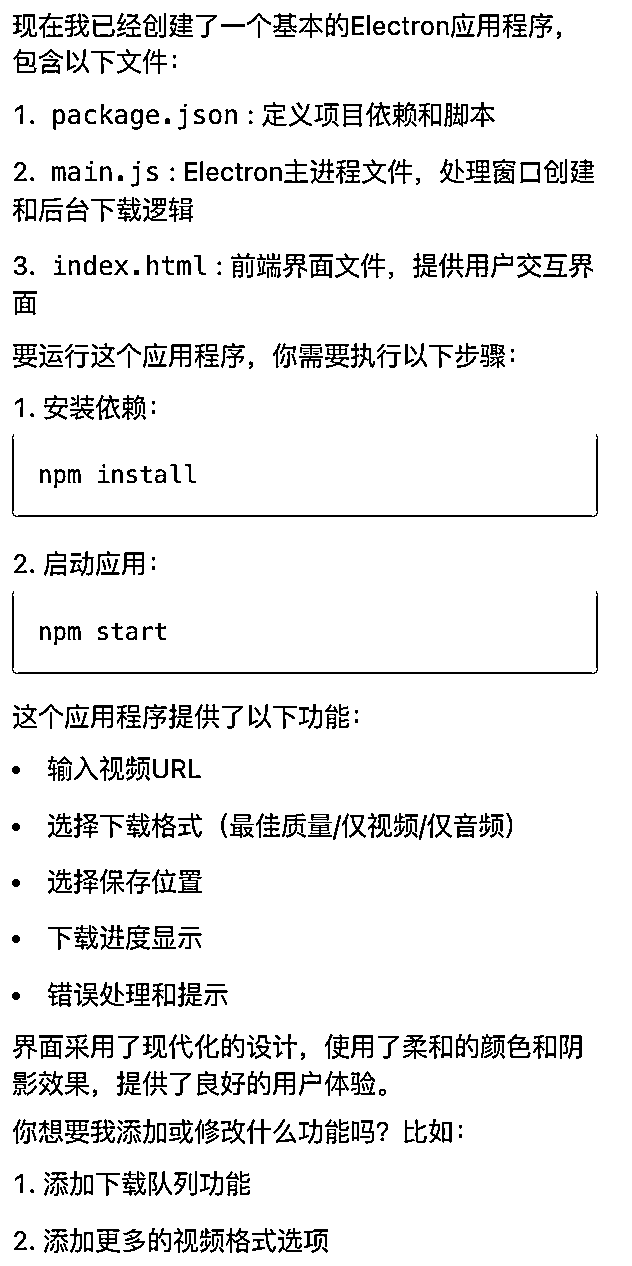 现在我已经创建了一个基本的Electron应用程序，
包含以下文件：
1. package.json : 定义项目依赖和脚本
2. main.js : Electron主进程文件，处理窗口创建
和后台下载逻辑
3. index.html : 前端界面文件，提供用户交互界
面
要运行这个应用程序，你需要执行以下步骤：
1. 安装依赖：
npm install
2. 启动应用：
npm start
这个应用程序提供了以下功能：
• 输入视频URL
• 选择下载格式（最佳质量/仅视频/仅音频）
• 选择保存位置
• 下载进度显示
• 错误处理和提示
界面采用了现代化的设计，使用了柔和的颜色和阴
影效果，提供了良好的用户体验。
你想要我添加或修改什么功能吗？比如：
1. 添加下载队列功能
2. 添加更多的视频格式选项